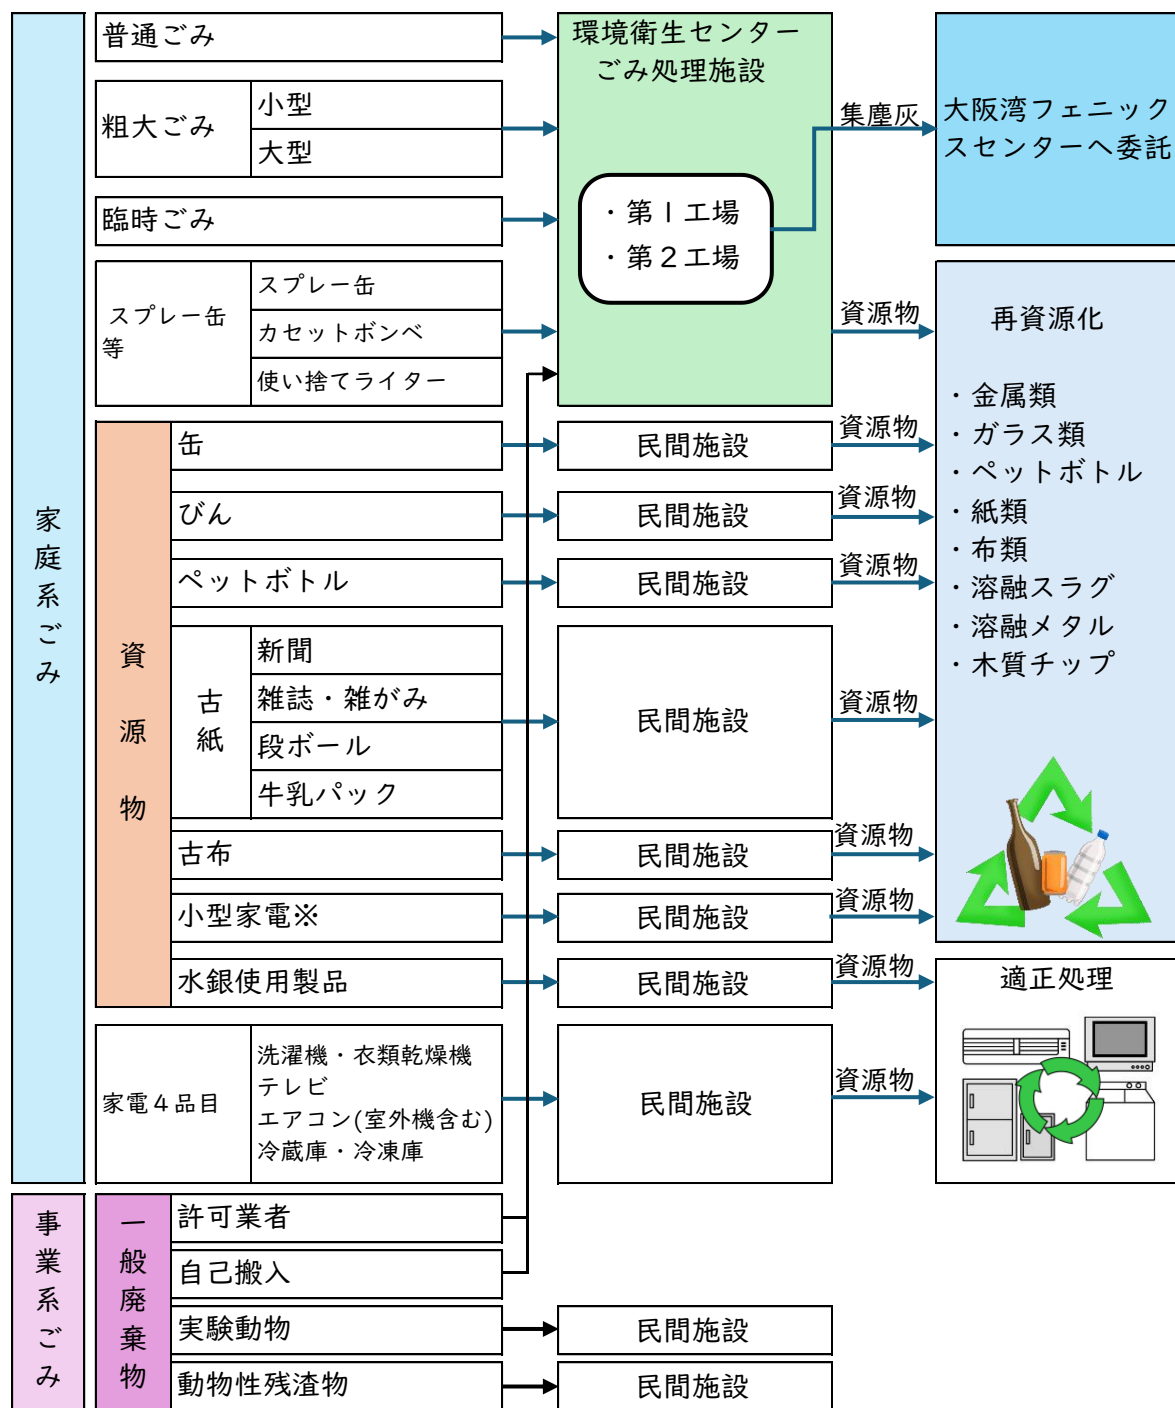 普通ごみ
環境衛生センター
ごみ処理施設
粗大ごみ
小型
大型
集塵灰
大阪湾フェニック
スセンターへ委託
臨時ごみ
・第1工場
・第2工場
スプレー缶
等
スプレー缶
カセットボンベ
使い捨てライター
資源物
再資源化
・金属類
・ガラス類
・ペットボトル
・紙類
・布類
・溶融スラグ
・溶融メタル
・木質チップ
家庭系ごみ
資源物
缶
民間施設
資源物
びん
民間施設
資源物
ペットボトル
民間施設
資源物
古紙
新聞
雑誌・雑がみ
段ボール
牛乳パック
民間施設
資源物
古布
民間施設
資源物
小型家電※
民間施設
資源物
水銀使用製品
民間施設
資源物
適正処理
家電4品目
洗濯機・衣類乾燥機
テレビ
エアコン(室外機含む)
冷蔵庫・冷凍庫
民間施設
資源物
事業系ごみ
一般廃棄物
許可業者
自己搬入
実験動物
民間施設
動物性残渣物
民間施設